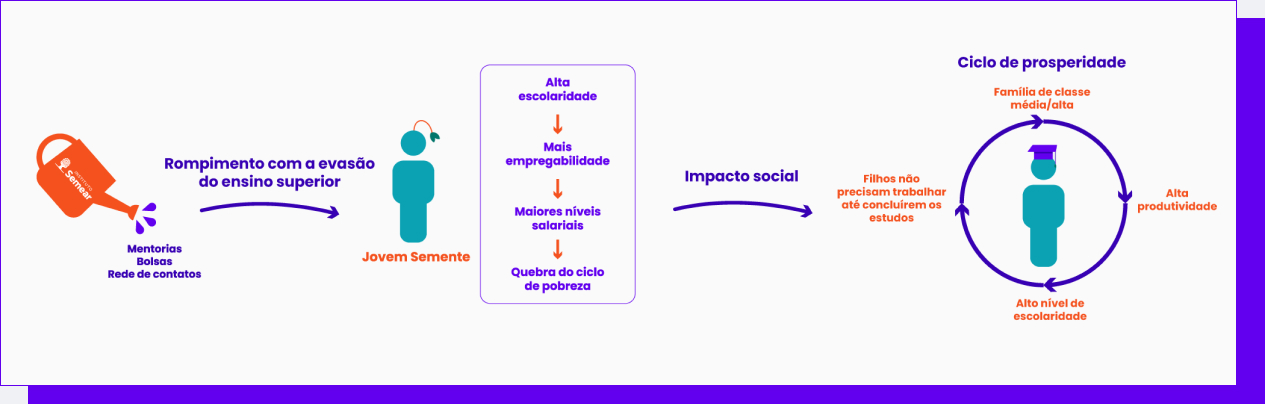 INSTITUTO
Semear
Mentorias
Bolsas
Rede de contatos
Rompimento com a evasão
do ensino superior
Jovem Semente
Alta
escolaridade
Mais
empregabilidade
Maiores níveis
salariais
Quebra do ciclo
de pobreza
Impacto social
Ciclo de prosperidade
Família de classe
média/alta
Alta
produtividade
Alto nível de
escolaridade
Filhos não
precisam trabalhar
até concluírem os
estudos